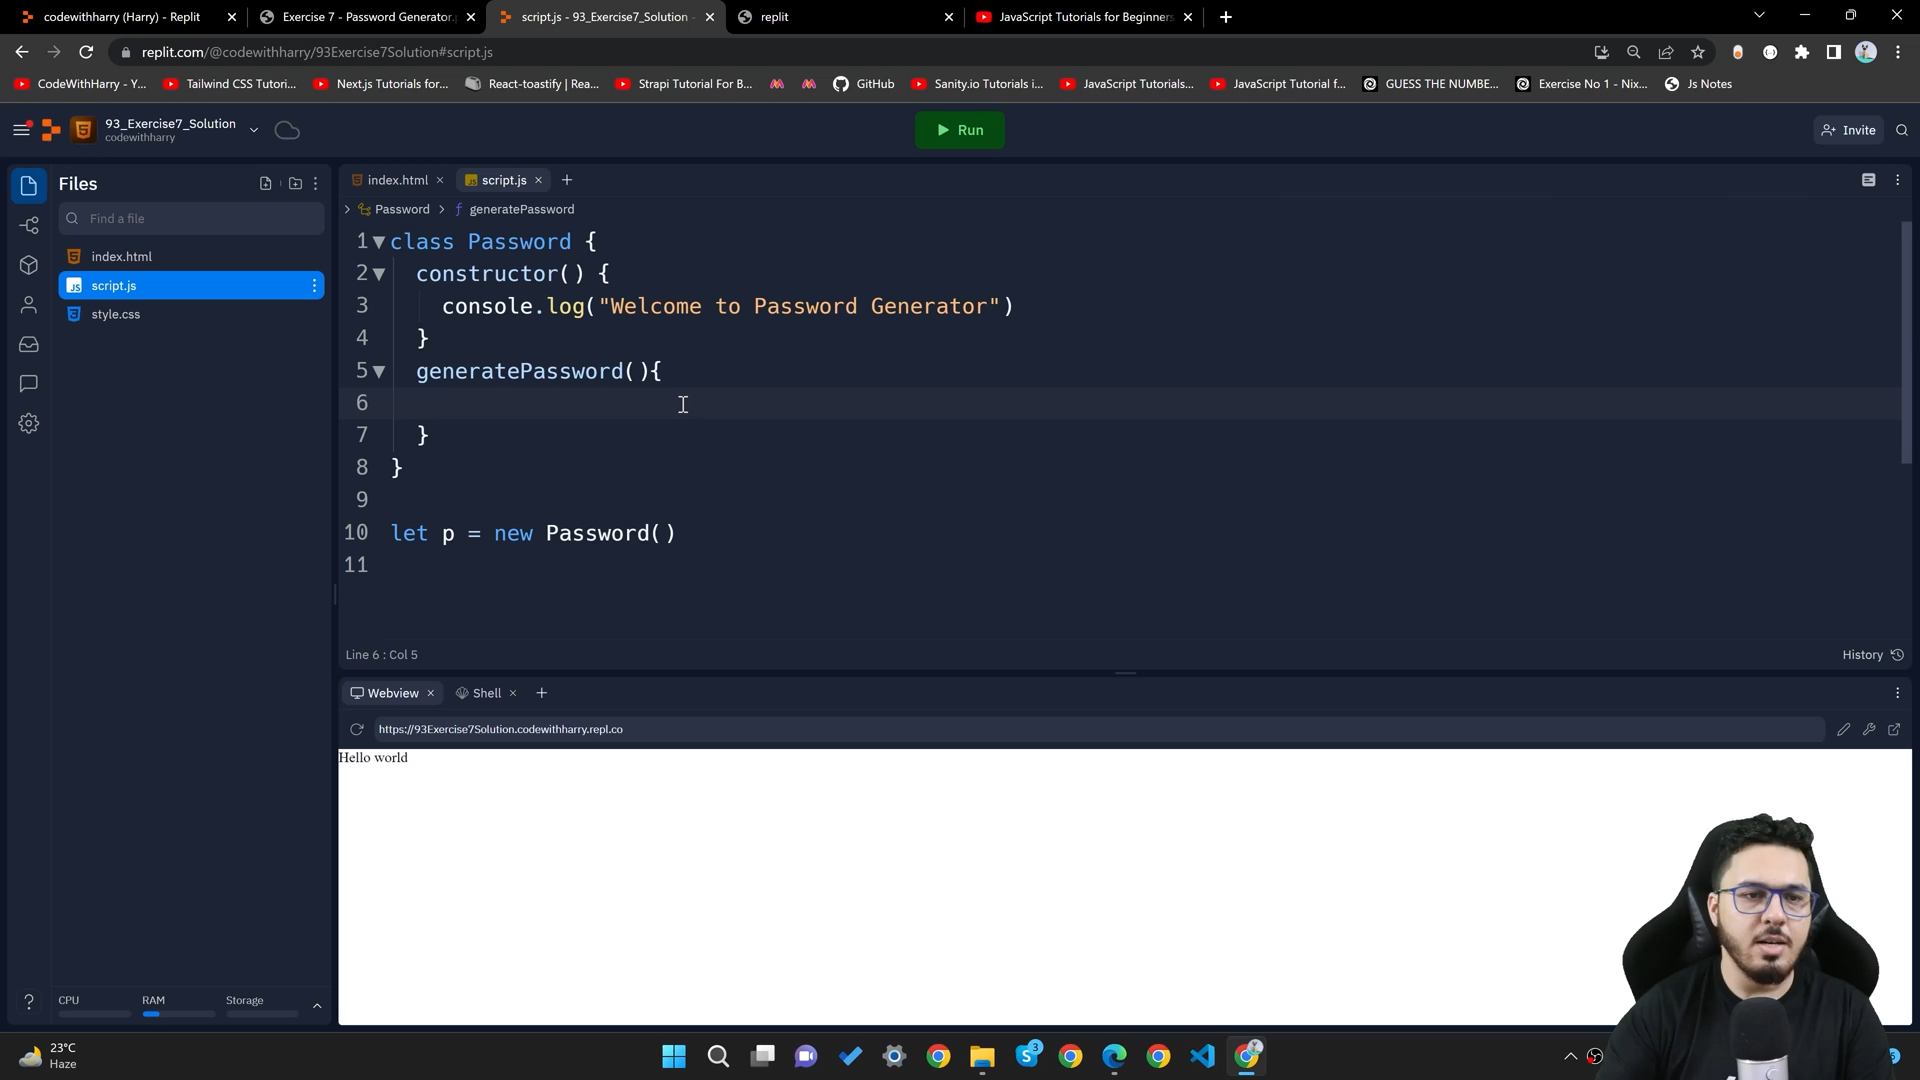 codewithharry (Harry) - Replit
Exercise 7 - Password Generator.p
script.js - 93_Exercise7_Solution -
replit
JavaScript Tutorials for Beginners
replit.com/@codewithharry/93Exercise7Solution#script.js
CodeWithHarry - Y...
Tailwind CSS Tutori...
Next.js Tutorials for...
React-toastify | Rea...
Strapi Tutorial For B...
GitHub
Sanity.io Tutorials i...
JavaScript Tutorials...
JavaScript Tutorial f...
GUESS THE NUMBE...
Exercise No 1 - Nix...
Js Notes
93_Exercise7_Solution
codewithharry
Run
Invite
Files
Find a file
index.html
script.js
style.css
index.html
script.js
Password
generatePassword
1 class Password {
2 constructor() {
3 console.log("Welcome to Password Generator")
4 }
5 generatePassword(){
6
7 }
8 }
9
10 let p = new Password()
11
Line 6 : Col 5
History
Webview
Shell
https://93Exercise7Solution.codewithharry.repl.co
Hello world
CPU
RAM
Storage
23°C
Haze
3